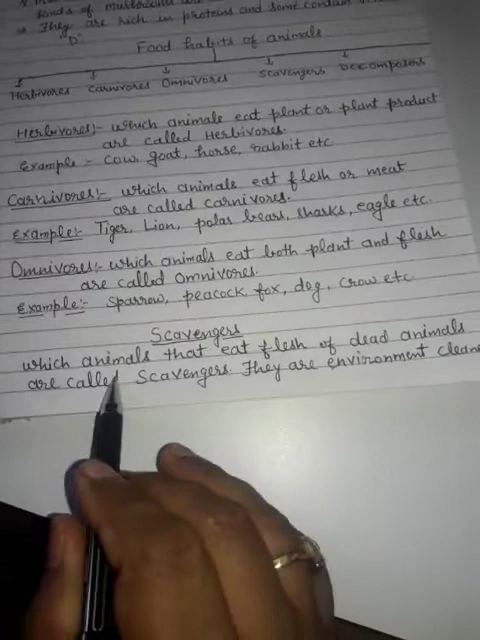 kinds of mushrooms
→ They are rich in proteins and some contain
"D"
Food habits of animals
Herbivores Carnivores Omnivores Scavengers Decomposers
Herbivores:- which animale eat plant or plant product
are called Herbivores.
Example :- Cow, goat, horse, rabbit etc
Carnivores:- which animale eat flesh or meat
are called carnivores.
Example:- Tiger, Lion, polar bears, sharks, eagle etc.
Omnivores:- which animals eat both plant and flesh
are called Omnivores.
Example:- Sparrow, peacock, fox, dog, crow etc
Scavengers
which animals that eat flesh of dead animals
are called Scavengers. They are environment cleane